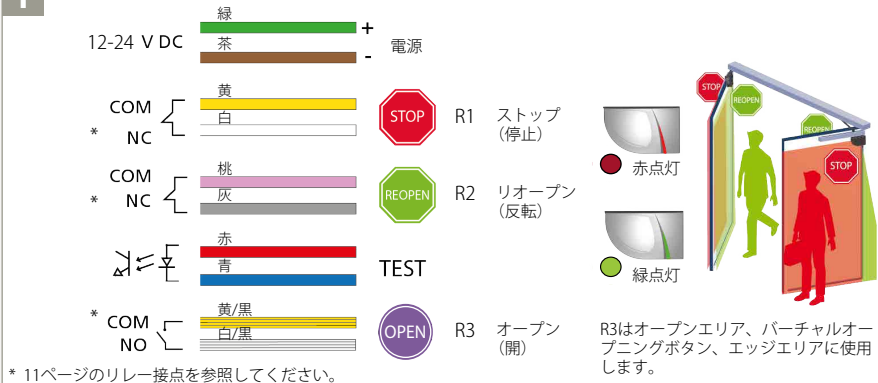 1
緑
12-24 V DC
+
茶
-
電源
黄
COM
白
*
NC
STOP
R1
ストップ
(停止)
桃
COM
灰
*
NC
REOPEN
R2
リオープン
(反転)
赤
青
TEST
*
黄/黒
COM
白/黒
NO
OPEN
R3
オープン
(開)
* 11ページのリレー接点を参照してください。
赤点灯
緑点灯
STOP
REOPEN
REOPEN
STOP
R3はオープンエリア、バーチャルオー
プニングボタン、エッジエリアに使用
します。